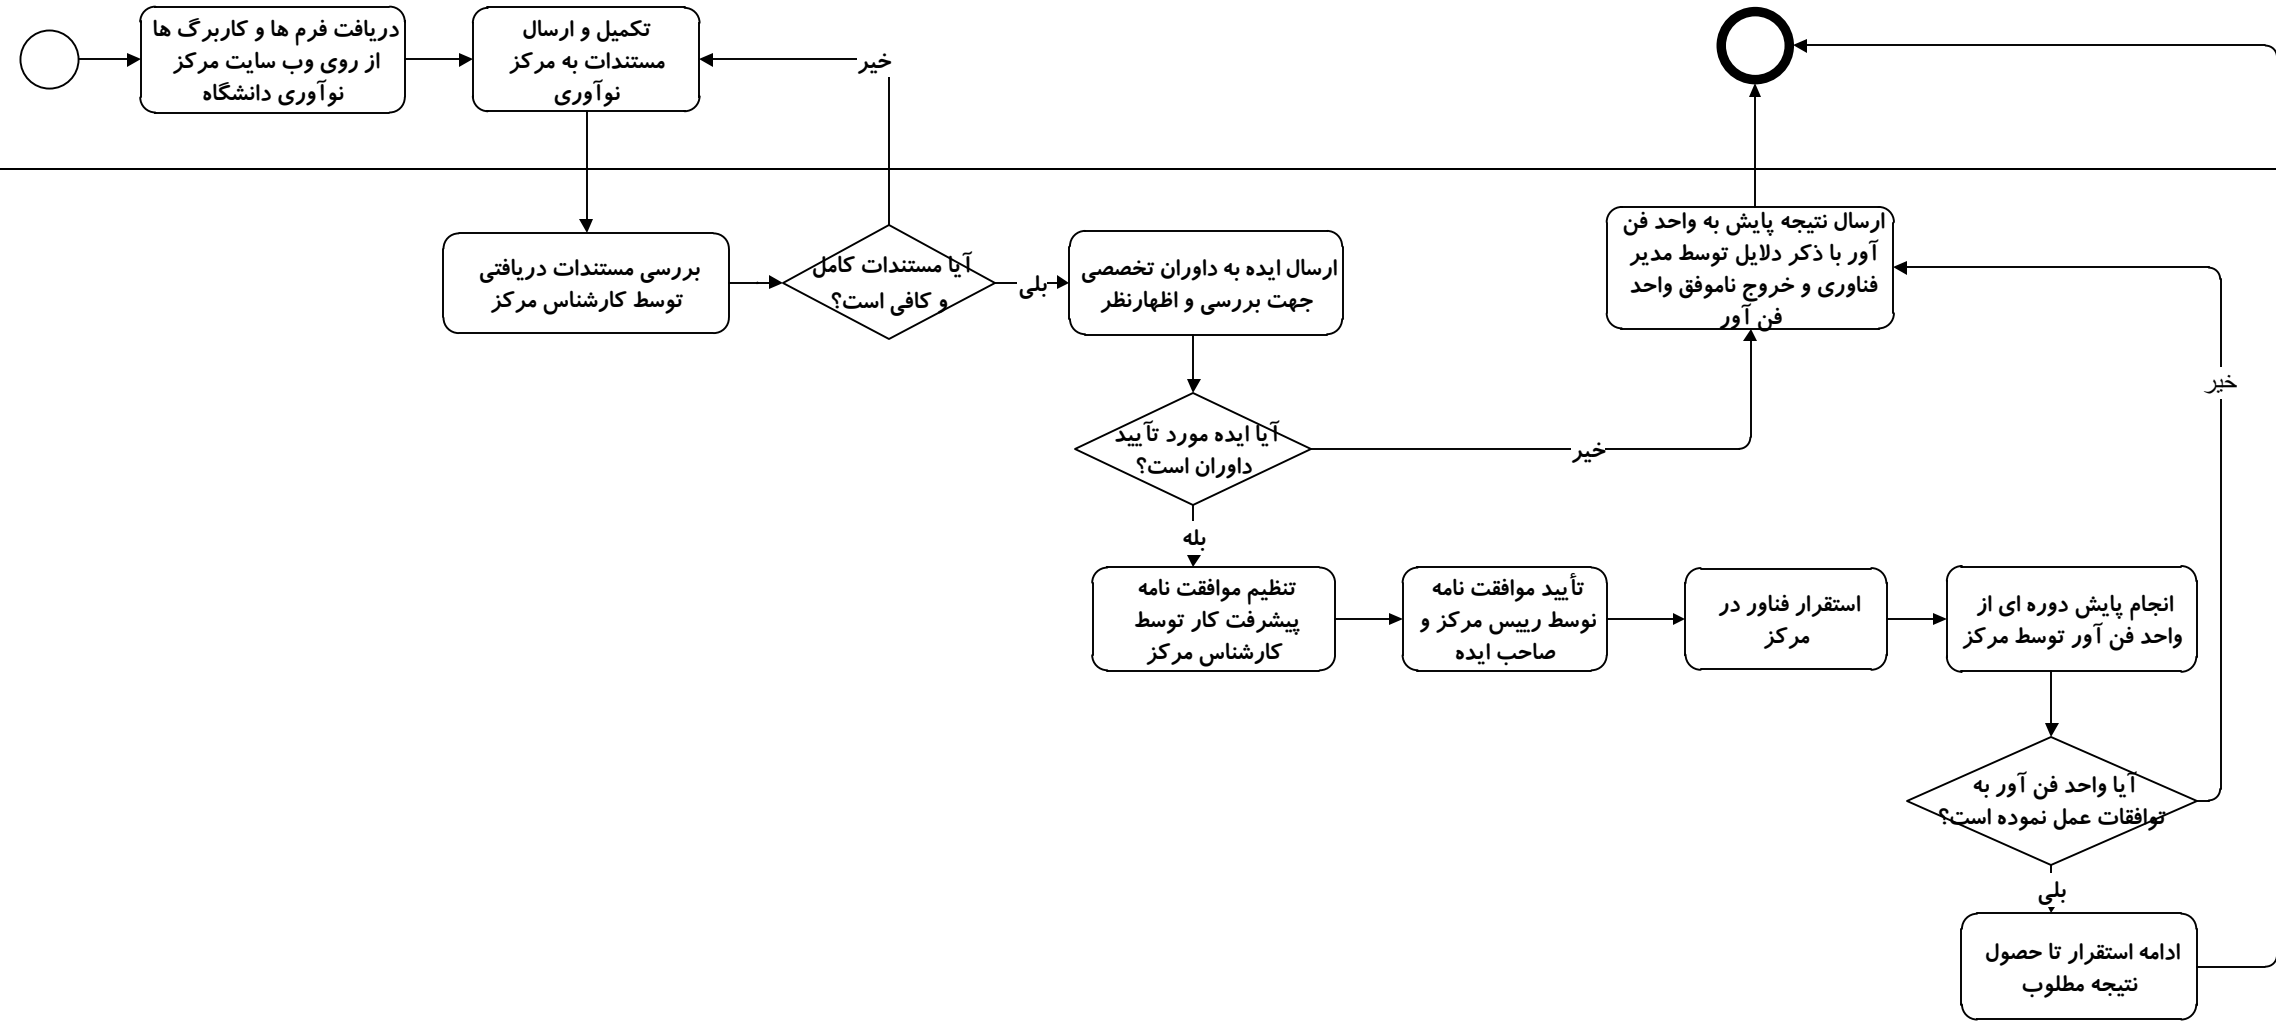 دریافت فرم ها و کاربرگ ها
از روی وب سایت مرکز
نوآوری دانشگاه
تکمیل و ارسال
مستندات به مرکز
نوآوری
خیر
بررسی مستندات دریافتی
توسط کارشناس مرکز
آیا مستندات کامل
و کافی است؟
بلی
ارسال ایده به داوران تخصصی
جهت بررسی و اظهارنظر
ارسال نتیجه پایش به واحد فن
آور با ذکر دلایل توسط مدیر
فناوری و خروج ناموفق واحد
فن آور
خیر
آیا ایده مورد تآیید
داوران است؟
خیر
بله
تنظیم موافقت نامه
پیشرفت کار توسط
کارشناس مرکز
تأیید موافقت نامه
نوسط رییس مرکز و
صاحب ایده
استقرار فناور در
مرکز
انجام پایش دوره ای از
واحد فن آور توسط مرکز
آیا واحد فن آور به
توافقات عمل نموده است؟
بلی
ادامه استقرار تا حصول
نتیجه مطلوب